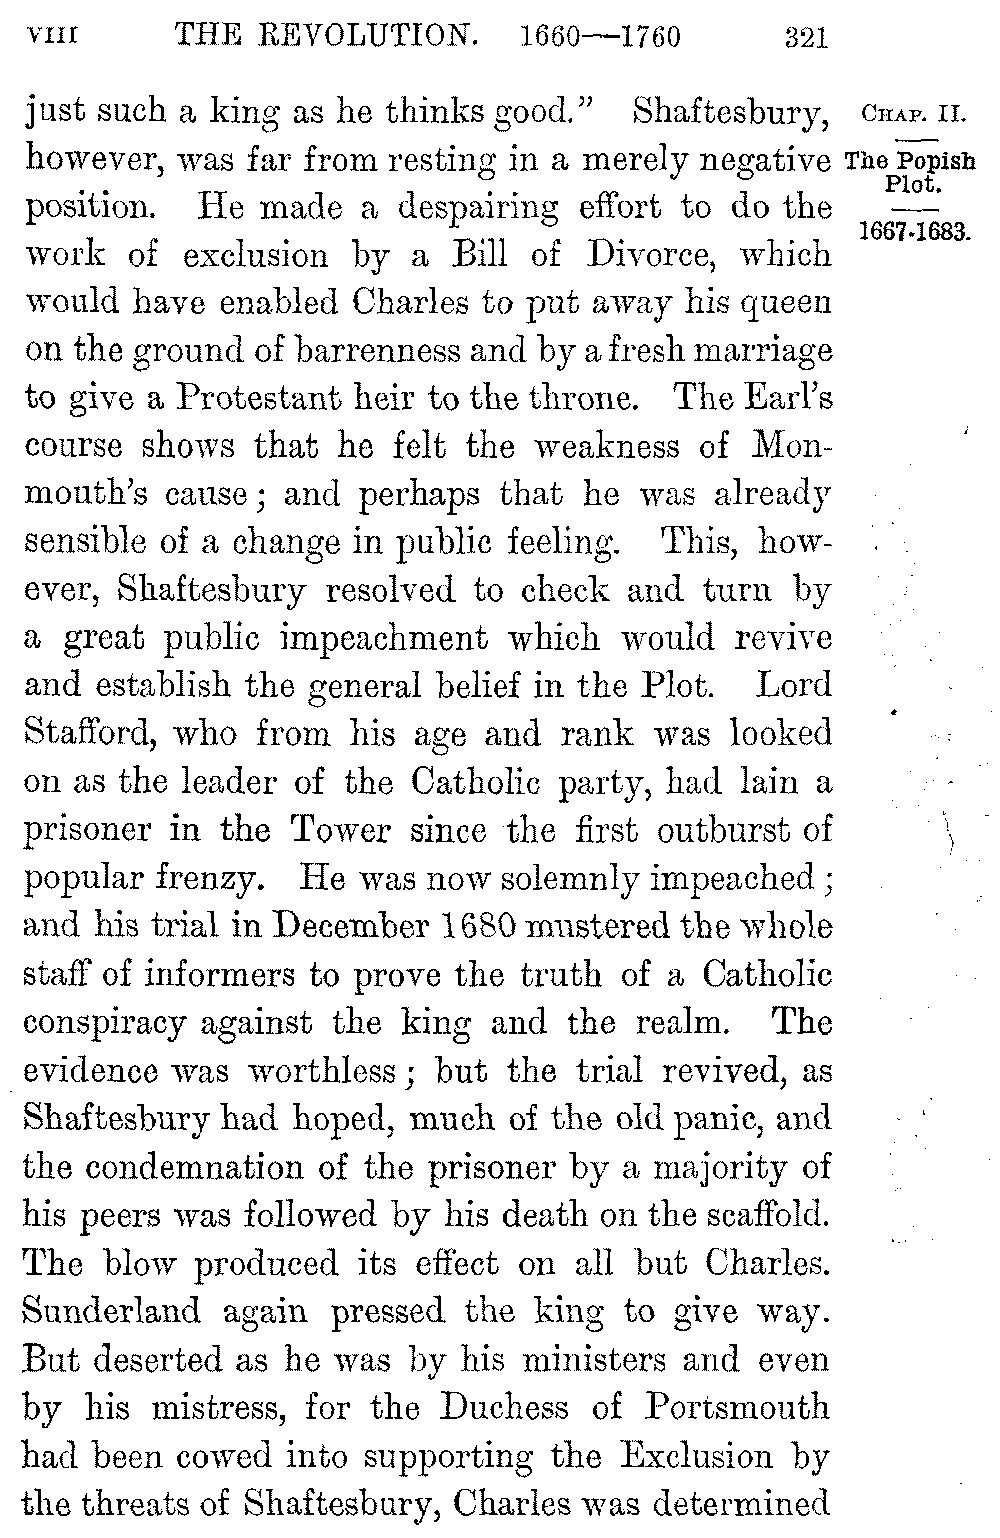 VIII THE REVOLUTION. 1660—1760 321
just such a king as he thinks good.” Shaftesbury,
however, was far from resting in a merely negative
position. He made a despairing effort to do the
work of exclusion by a Bill of Divorce, which
would have enabled Charles to put away his queen
on the ground of barrenness and by a fresh marriage
to give a Protestant heir to the throne. The Earl’s
course shows that he felt the weakness of Mon-
mouth’s cause; and perhaps that he was already
sensible of a change in public feeling. This, how-
ever, Shaftesbury resolved to check and turn by
a great public impeachment which would revive
and establish the general belief in the Plot. Lord
Stafford, who from his age and rank was looked
on as the leader of the Catholic party, had lain a
prisoner in the Tower since the first outburst of
popular frenzy. He was now solemnly impeached;
and his trial in December 1680 mustered the whole
staff of informers to prove the truth of a Catholic
conspiracy against the king and the realm. The
evidence was worthless; but the trial revived, as
Shaftesbury had hoped, much of the old panic, and
the condemnation of the prisoner by a majority of
his peers was followed by his death on the scaffold.
The blow produced its effect on all but Charles.
Sunderland again pressed the king to give way.
But deserted as he was by his ministers and even
by his mistress, for the Duchess of Portsmouth
had been cowed into supporting the Exclusion by
the threats of Shaftesbury, Charles was determined
CHAP. II.
The Popish
Plot.
1667-1683.